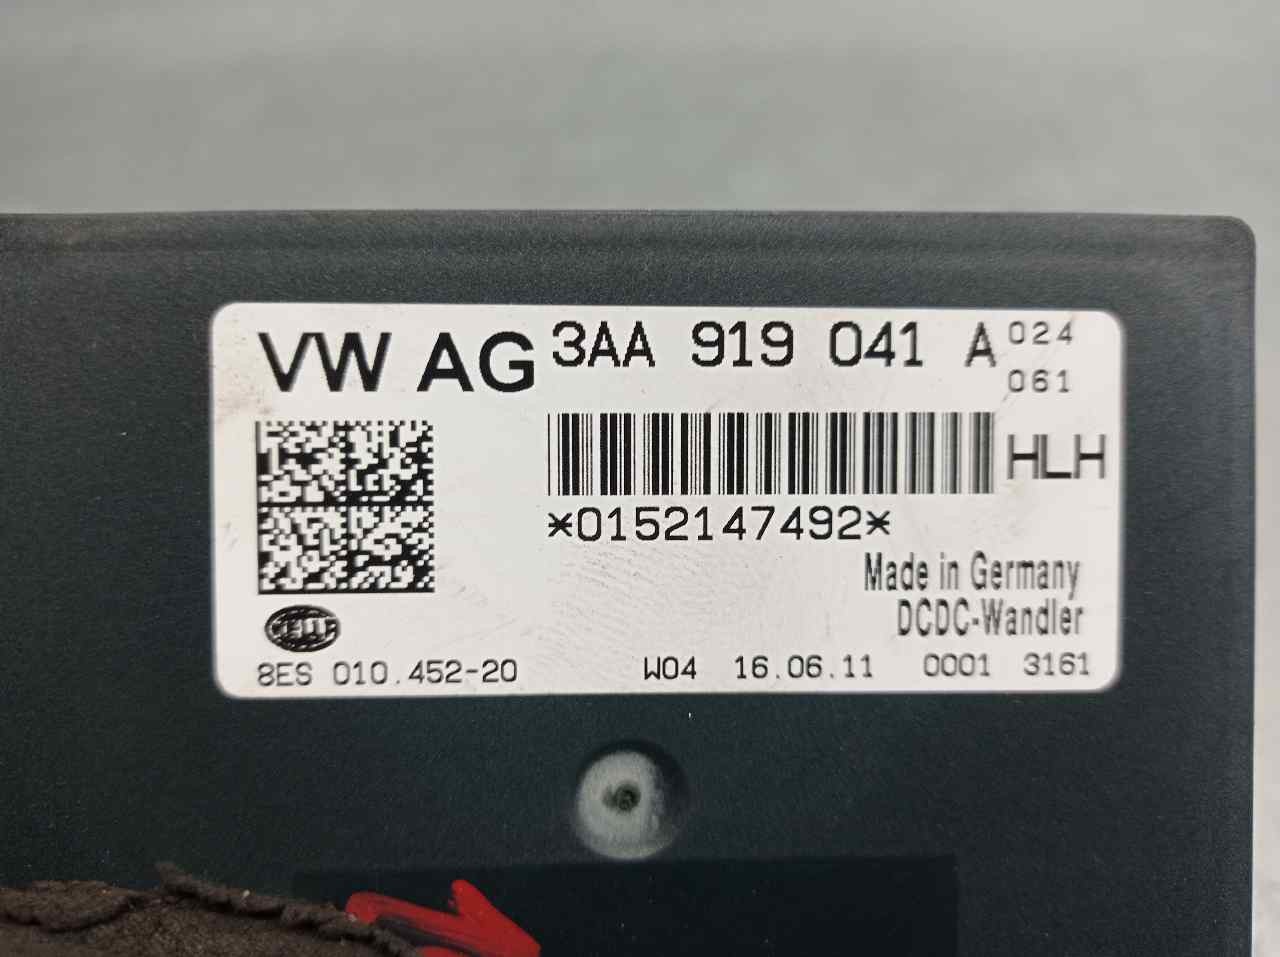 VW AG 3AA 919 041 A 024
061
HLH
*0152147492*
Made in Germany
DCDC-Wandler
HELLA
8ES 010.452-20 W04 16.06.11 0001 3161